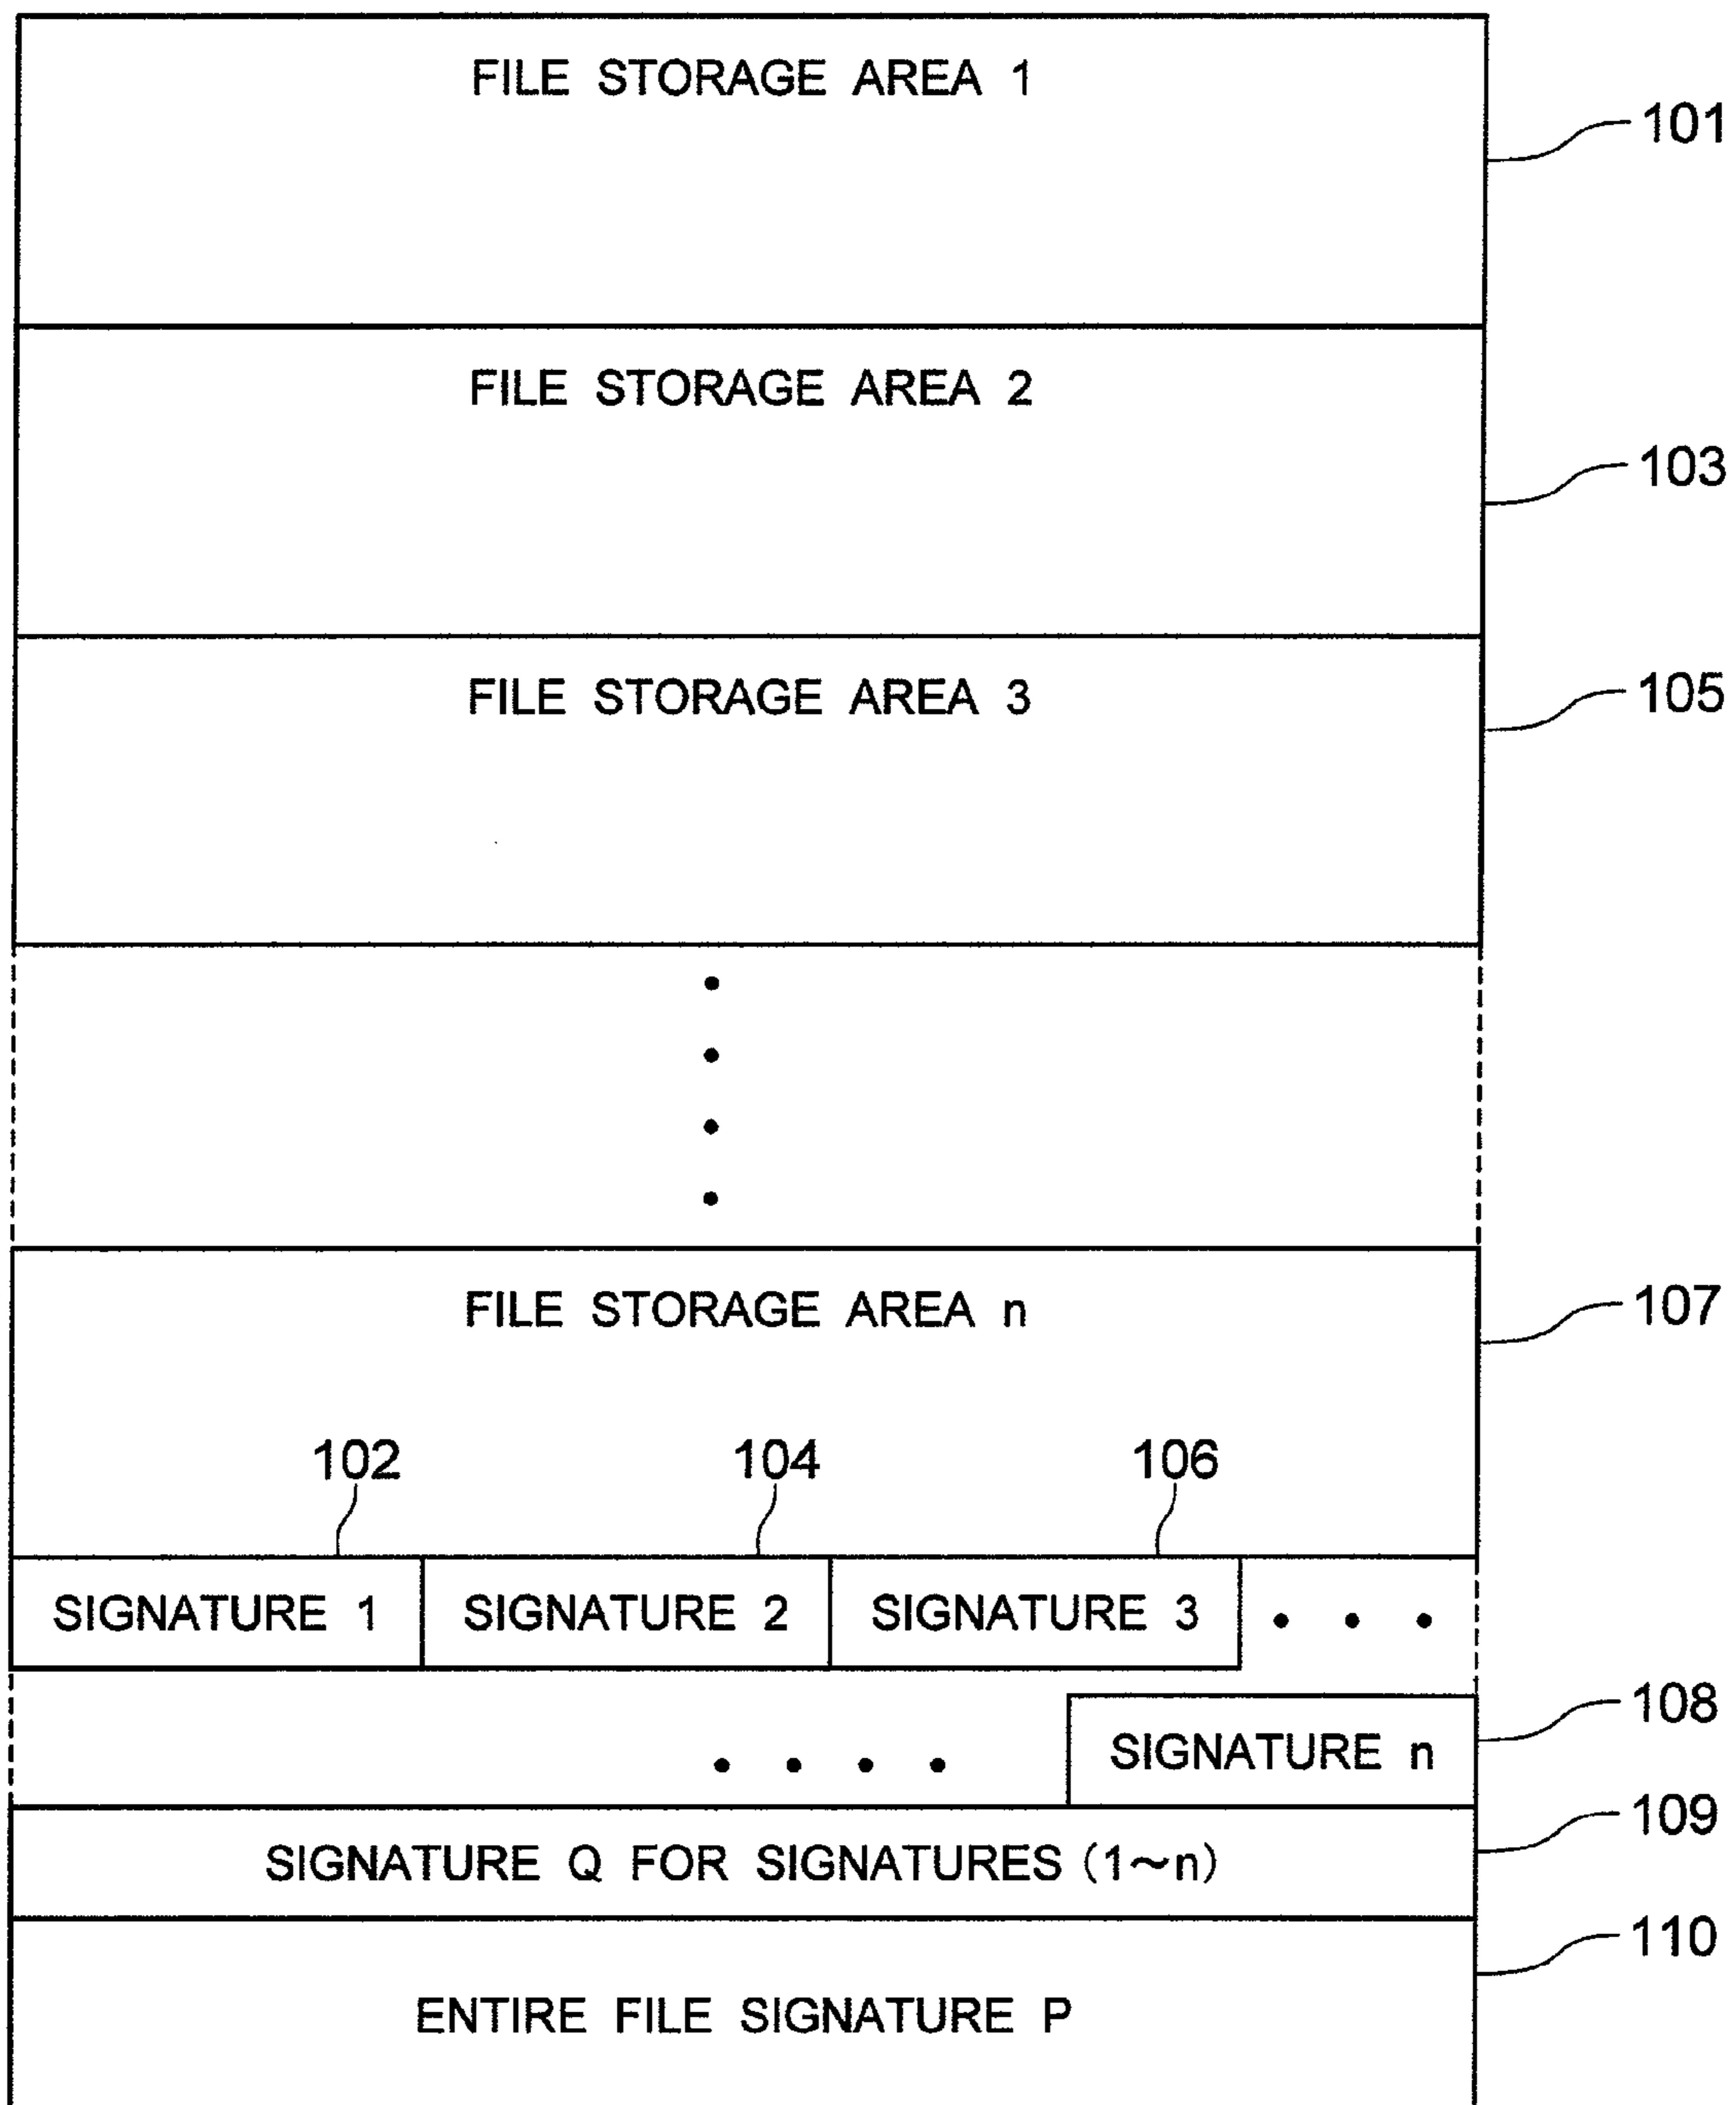 FILE STORAGE AREA 1
101
FILE STORAGE AREA 2
103
FILE STORAGE AREA 3
105
FILE STORAGE AREA n
107
102 104 106
SIGNATURE 1 SIGNATURE 2 SIGNATURE 3 • • •
• • • • SIGNATURE n
108
SIGNATURE Q FOR SIGNATURES (1～n)
109
ENTIRE FILE SIGNATURE P
110